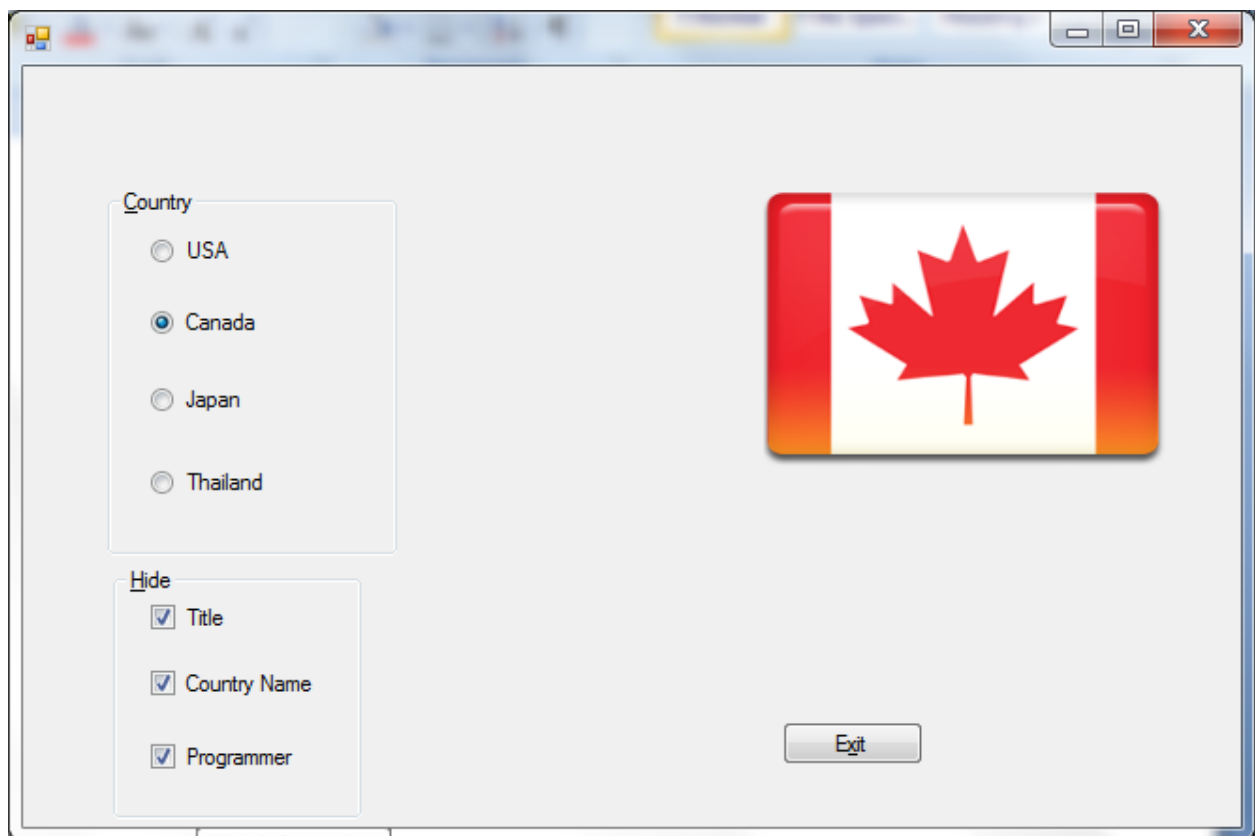 Country
USA
Canada
Japan
Thailand
Hide
Title
Country Name
Programmer
Exit